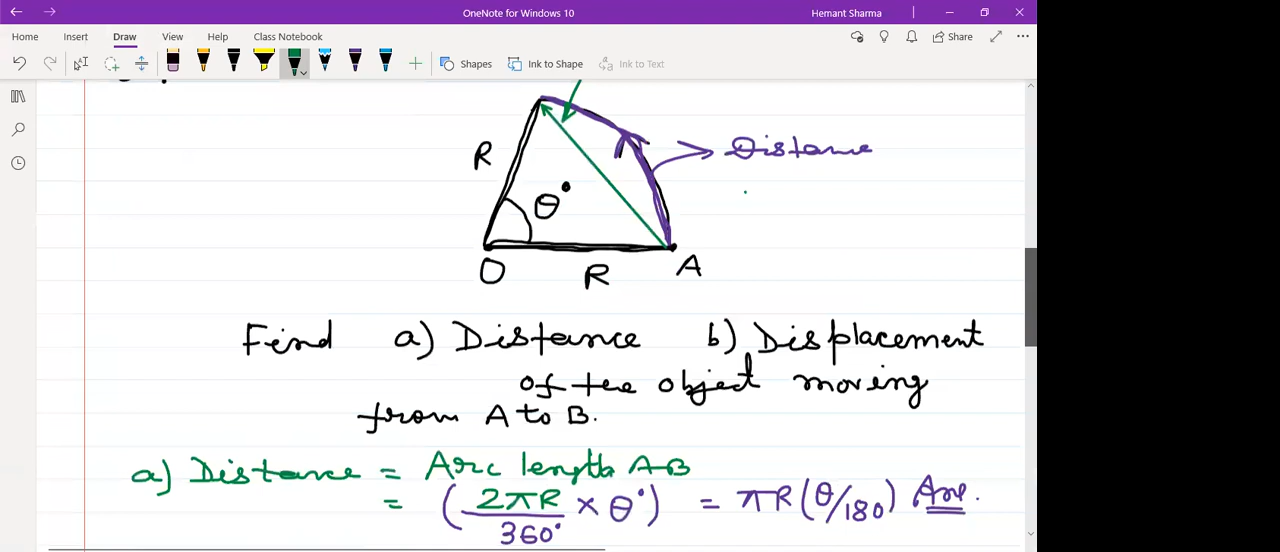 OneNote for Windows 10
Hemant Sharma
Home Insert Draw View Help Class Notebook
Share
Shapes Ink to Shape Ink to Text
R
θ°
Distance
O R A
Find a) Distance b) Displacement
of the object moving
from A to B.
a) Distance = Arc length AB
= (2πR/360° × θ°) = πR(θ/180) Ans.